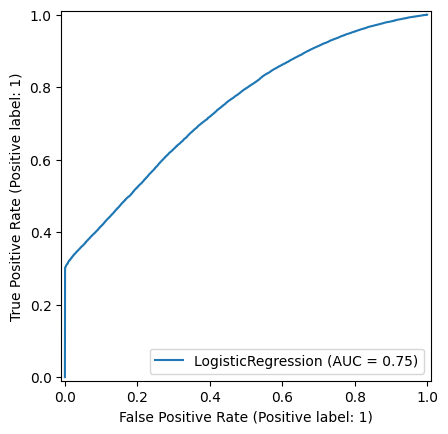 1.0
0.8
0.6
0.4
0.2
0.0
True Positive Rate (Positive label: 1)
LogisticRegression (AUC = 0.75)
0.0 0.2 0.4 0.6 0.8 1.0
False Positive Rate (Positive label: 1)